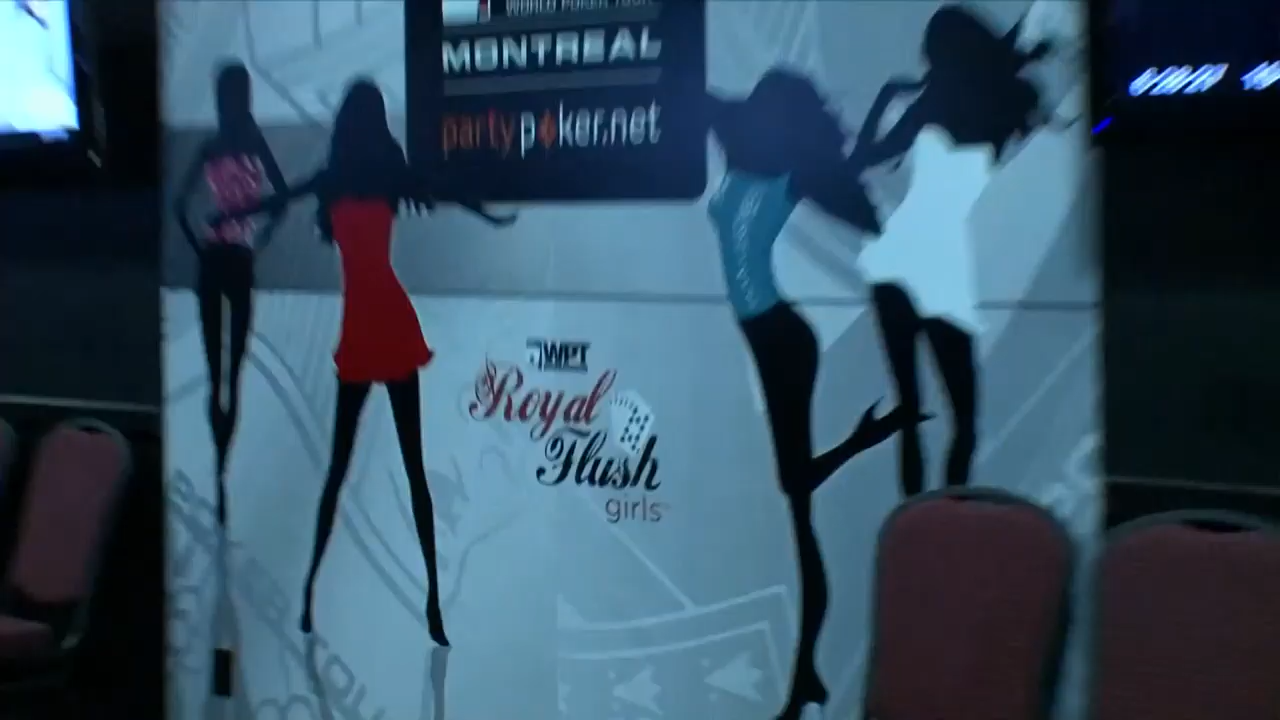 WORLD POKER TOUR
MONTREAL
partypoker.net
WPT
Royal
Flush
girls